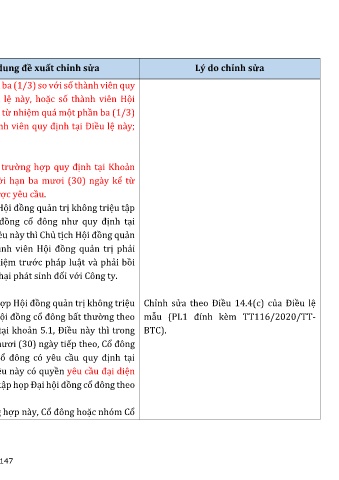 dung đề xuất chỉnh sửa
Lý do chỉnh sửa
ba (1/3) so với số thành viên quy
lệ này, hoặc số thành viên Hội
từ nhiệm quá một phần ba (1/3)
nh viên quy định tại Điều lệ này;
trường hợp quy định tại Khoản
ời hạn ba mươi (30) ngày kể từ
ợc yêu cầu.
Hội đồng quản trị không triệu tập
đồng cổ đông như quy định tại
ều này thì Chủ tịch Hội đồng quản
ành viên Hội đồng quản trị phải
iệm trước pháp luật và phải bồi
hại phát sinh đối với Công ty.
ợp Hội đồng quản trị không triệu
ội đồng cổ đông bất thường theo
ại khoản 5.1, Điều này thì trong
mươi (30) ngày tiếp theo, Cổ đông
ổ đông có yêu cầu quy định tại
ều này có quyền yêu cầu đại diện
tập họp Đại hội đồng cổ đông theo
g hợp này, Cổ đông hoặc nhóm Cổ
Chỉnh sửa theo Điều 14.4(c) của Điều lệ
mẫu (PL1 đính kèm TT116/2020/TT-
BTC).
147